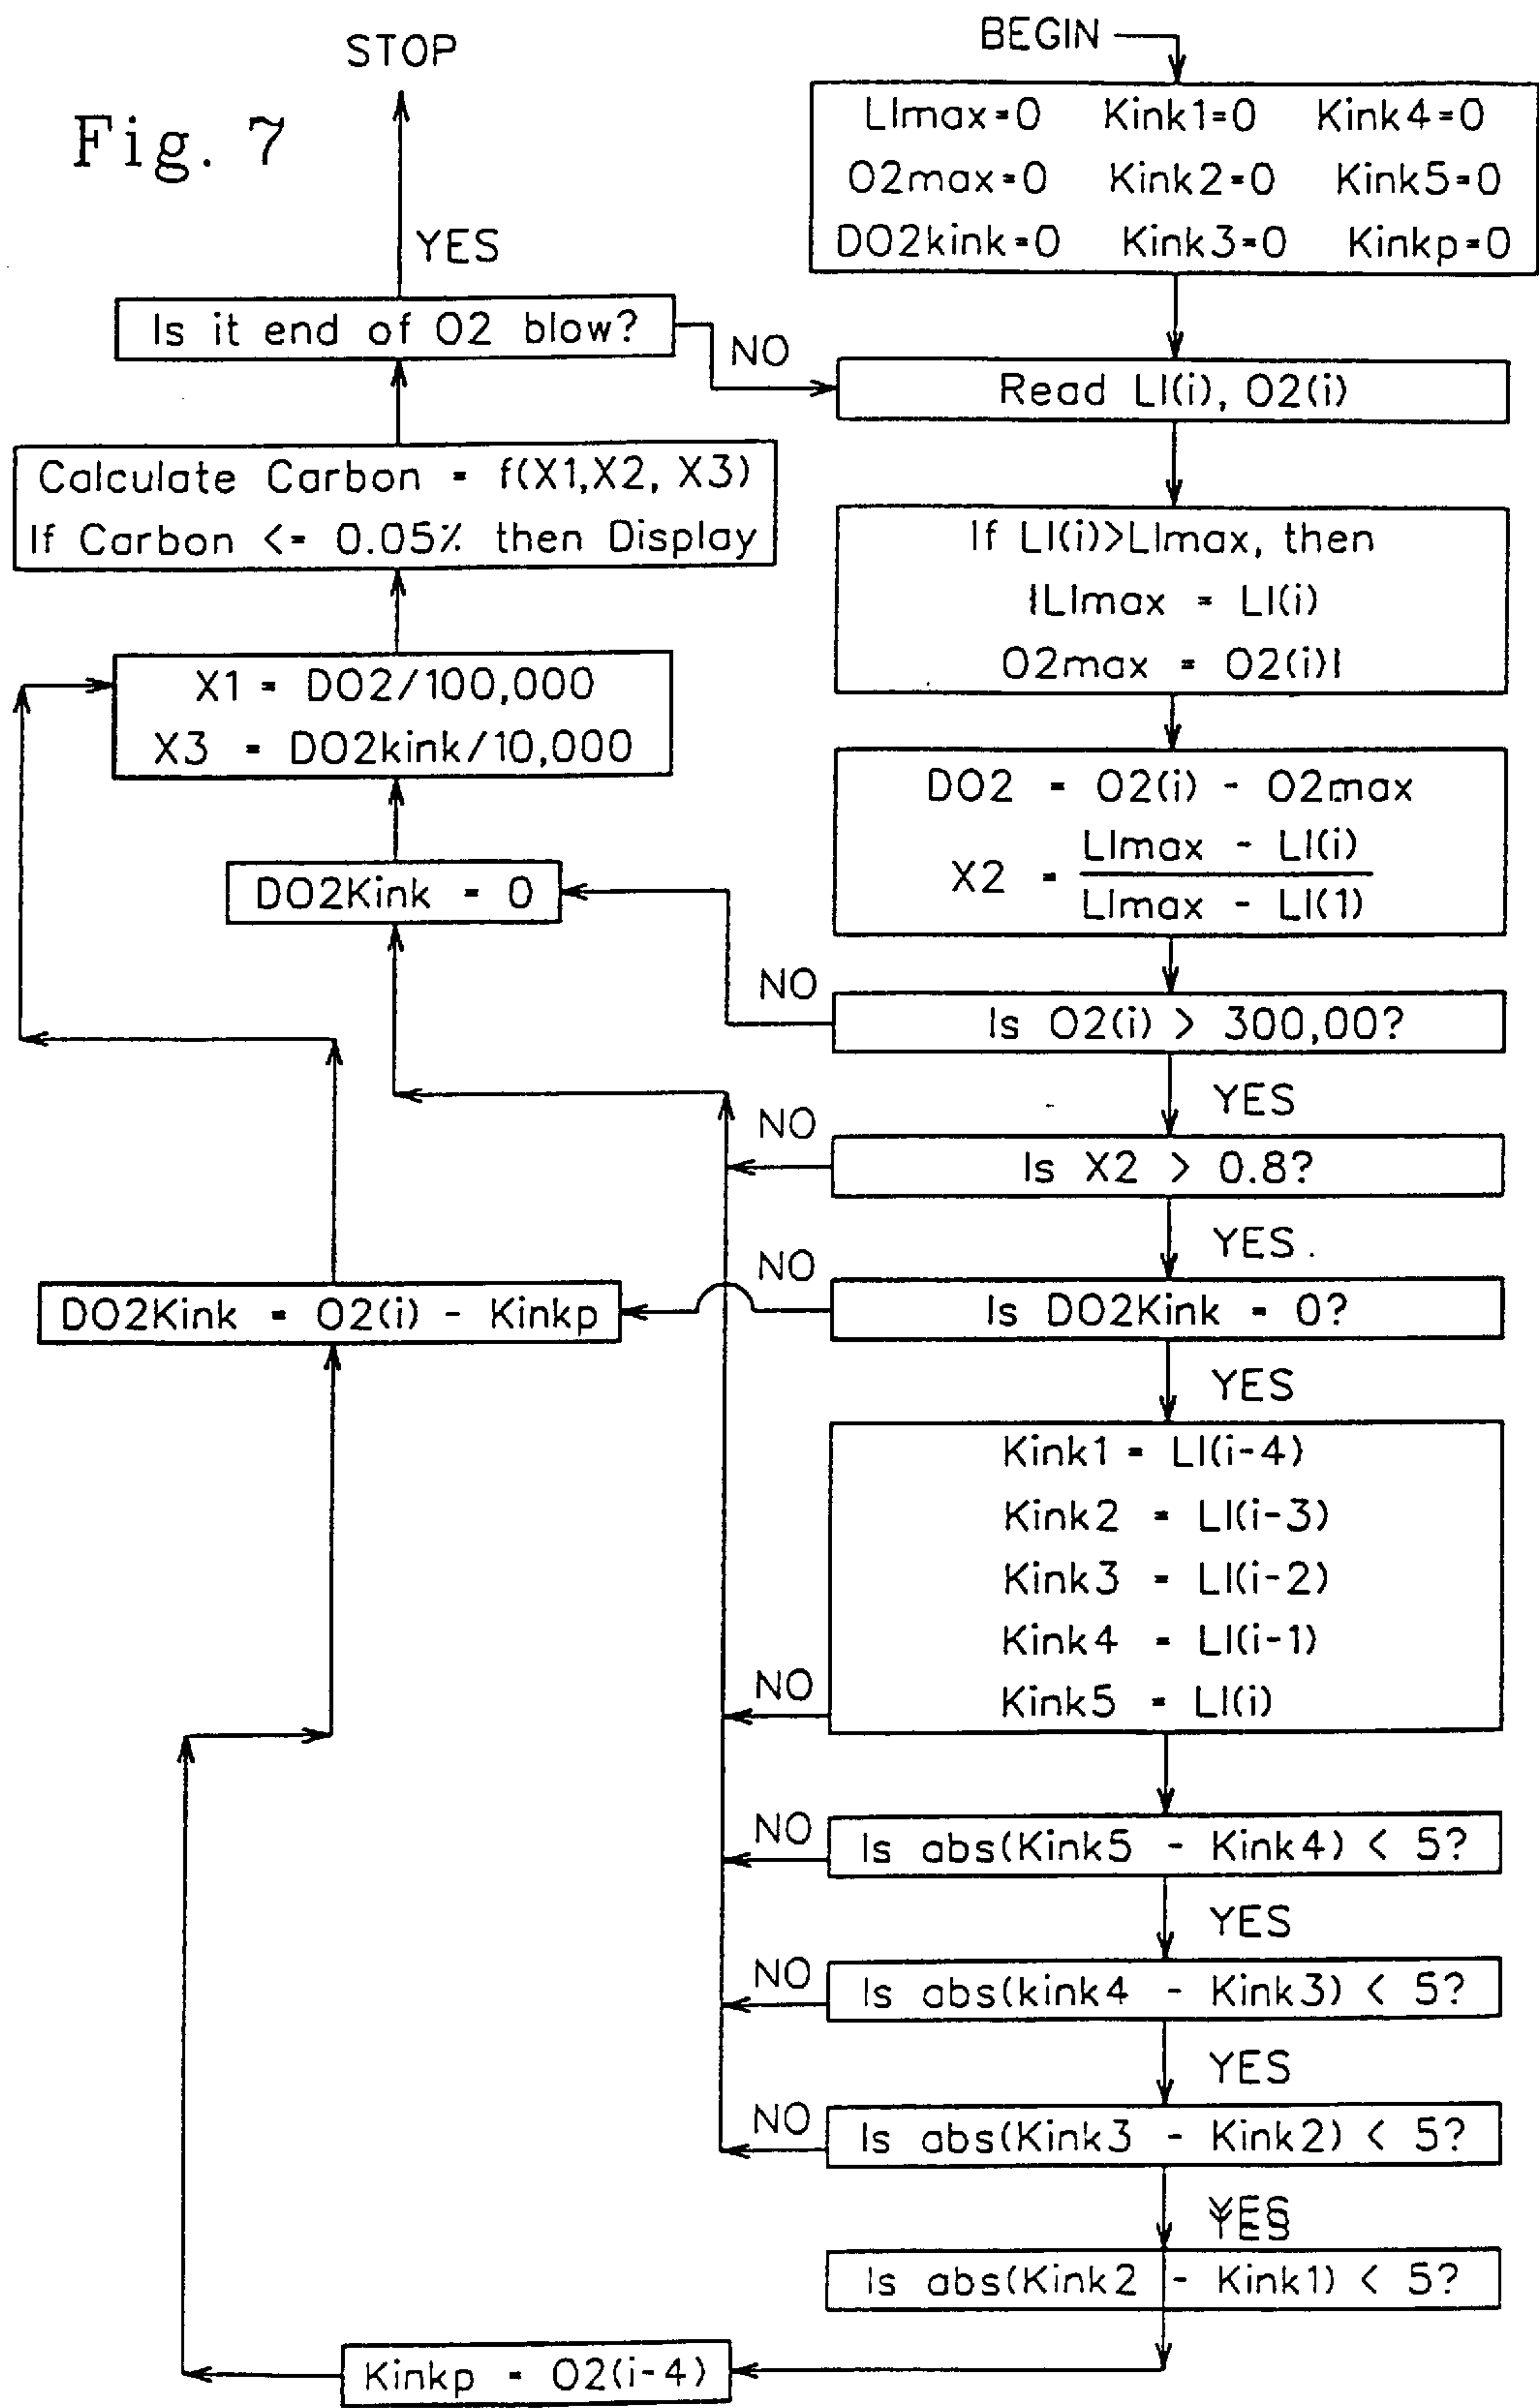 Fig. 7
STOP
YES
Is it end of O2 blow?
NO
Calculate Carbon = f(X1,X2, X3)
If Carbon <= 0.05% then Display
X1 = DO2/100,000
X3 = DO2kink/10,000
DO2Kink = 0
DO2Kink = O2(i) - Kinkp
Kinkp = O2(i-4)
BEGIN
LImax=0 Kink1=0 Kink4=0
O2max=0 Kink2=0 Kink5=0
DO2kink=0 Kink3=0 Kinkp=0
Read LI(i), O2(i)
If LI(i)>LImax, then
{LImax = LI(i)
O2max = O2(i)}
DO2 = O2(i) - O2max
X2 = LImax - LI(i)
LImax - LI(1)
NO
Is O2(i) > 300,00?
YES
NO
Is X2 > 0.8?
YES
NO
Is DO2Kink = 0?
YES
Kink1 = LI(i-4)
Kink2 = LI(i-3)
Kink3 = LI(i-2)
Kink4 = LI(i-1)
Kink5 = LI(i)
NO
NO
Is abs(Kink5 - Kink4) < 5?
YES
NO
Is abs(kink4 - Kink3) < 5?
YES
NO
Is abs(Kink3 - Kink2) < 5?
YES
Is abs(Kink2 - Kink1) < 5?